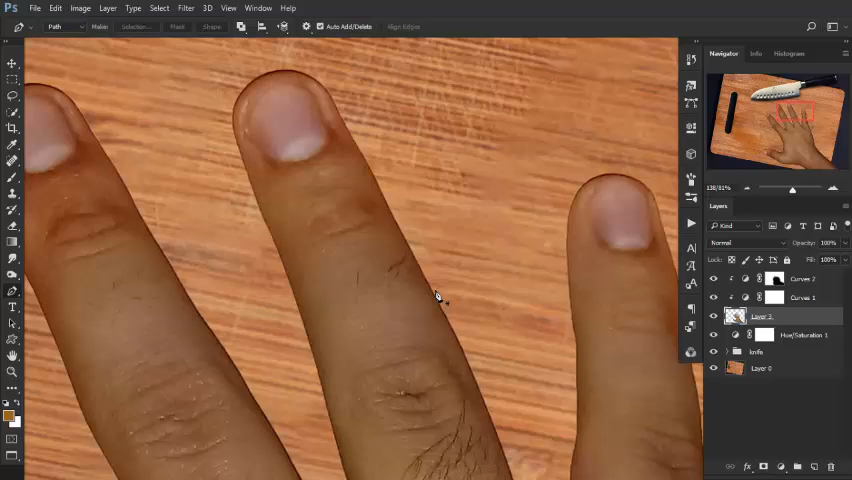 Ps File Edit Image Layer Type Select Filter 3D View Window Help
Path Make: Selection... Mask Shape Auto Add/Delete Align Edges
Navigator Info Histogram
138/81%
Layers
Kind
Normal Opacity: 100%
Lock: Fill: 100%
Curves 2
Curves 1
Layer 3
Hue/Saturation 1
knife
Layer 0